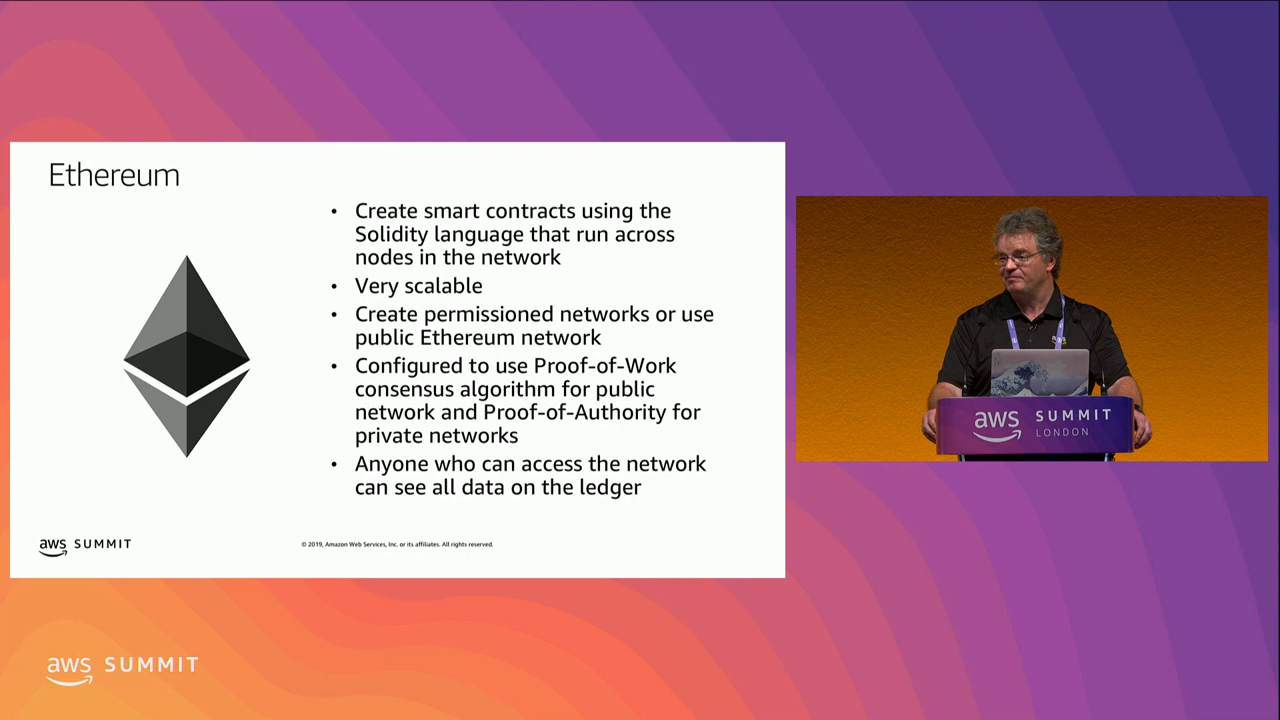 Ethereum
• Create smart contracts using the
Solidity language that run across
nodes in the network
• Very scalable
• Create permissioned networks or use
public Ethereum network
• Configured to use Proof-of-Work
consensus algorithm for public
network and Proof-of-Authority for
private networks
• Anyone who can access the network
can see all data on the ledger
aws SUMMIT
© 2019, Amazon Web Services, Inc. or its affiliates. All rights reserved.
aws
aws SUMMIT
LONDON
aws SUMMIT